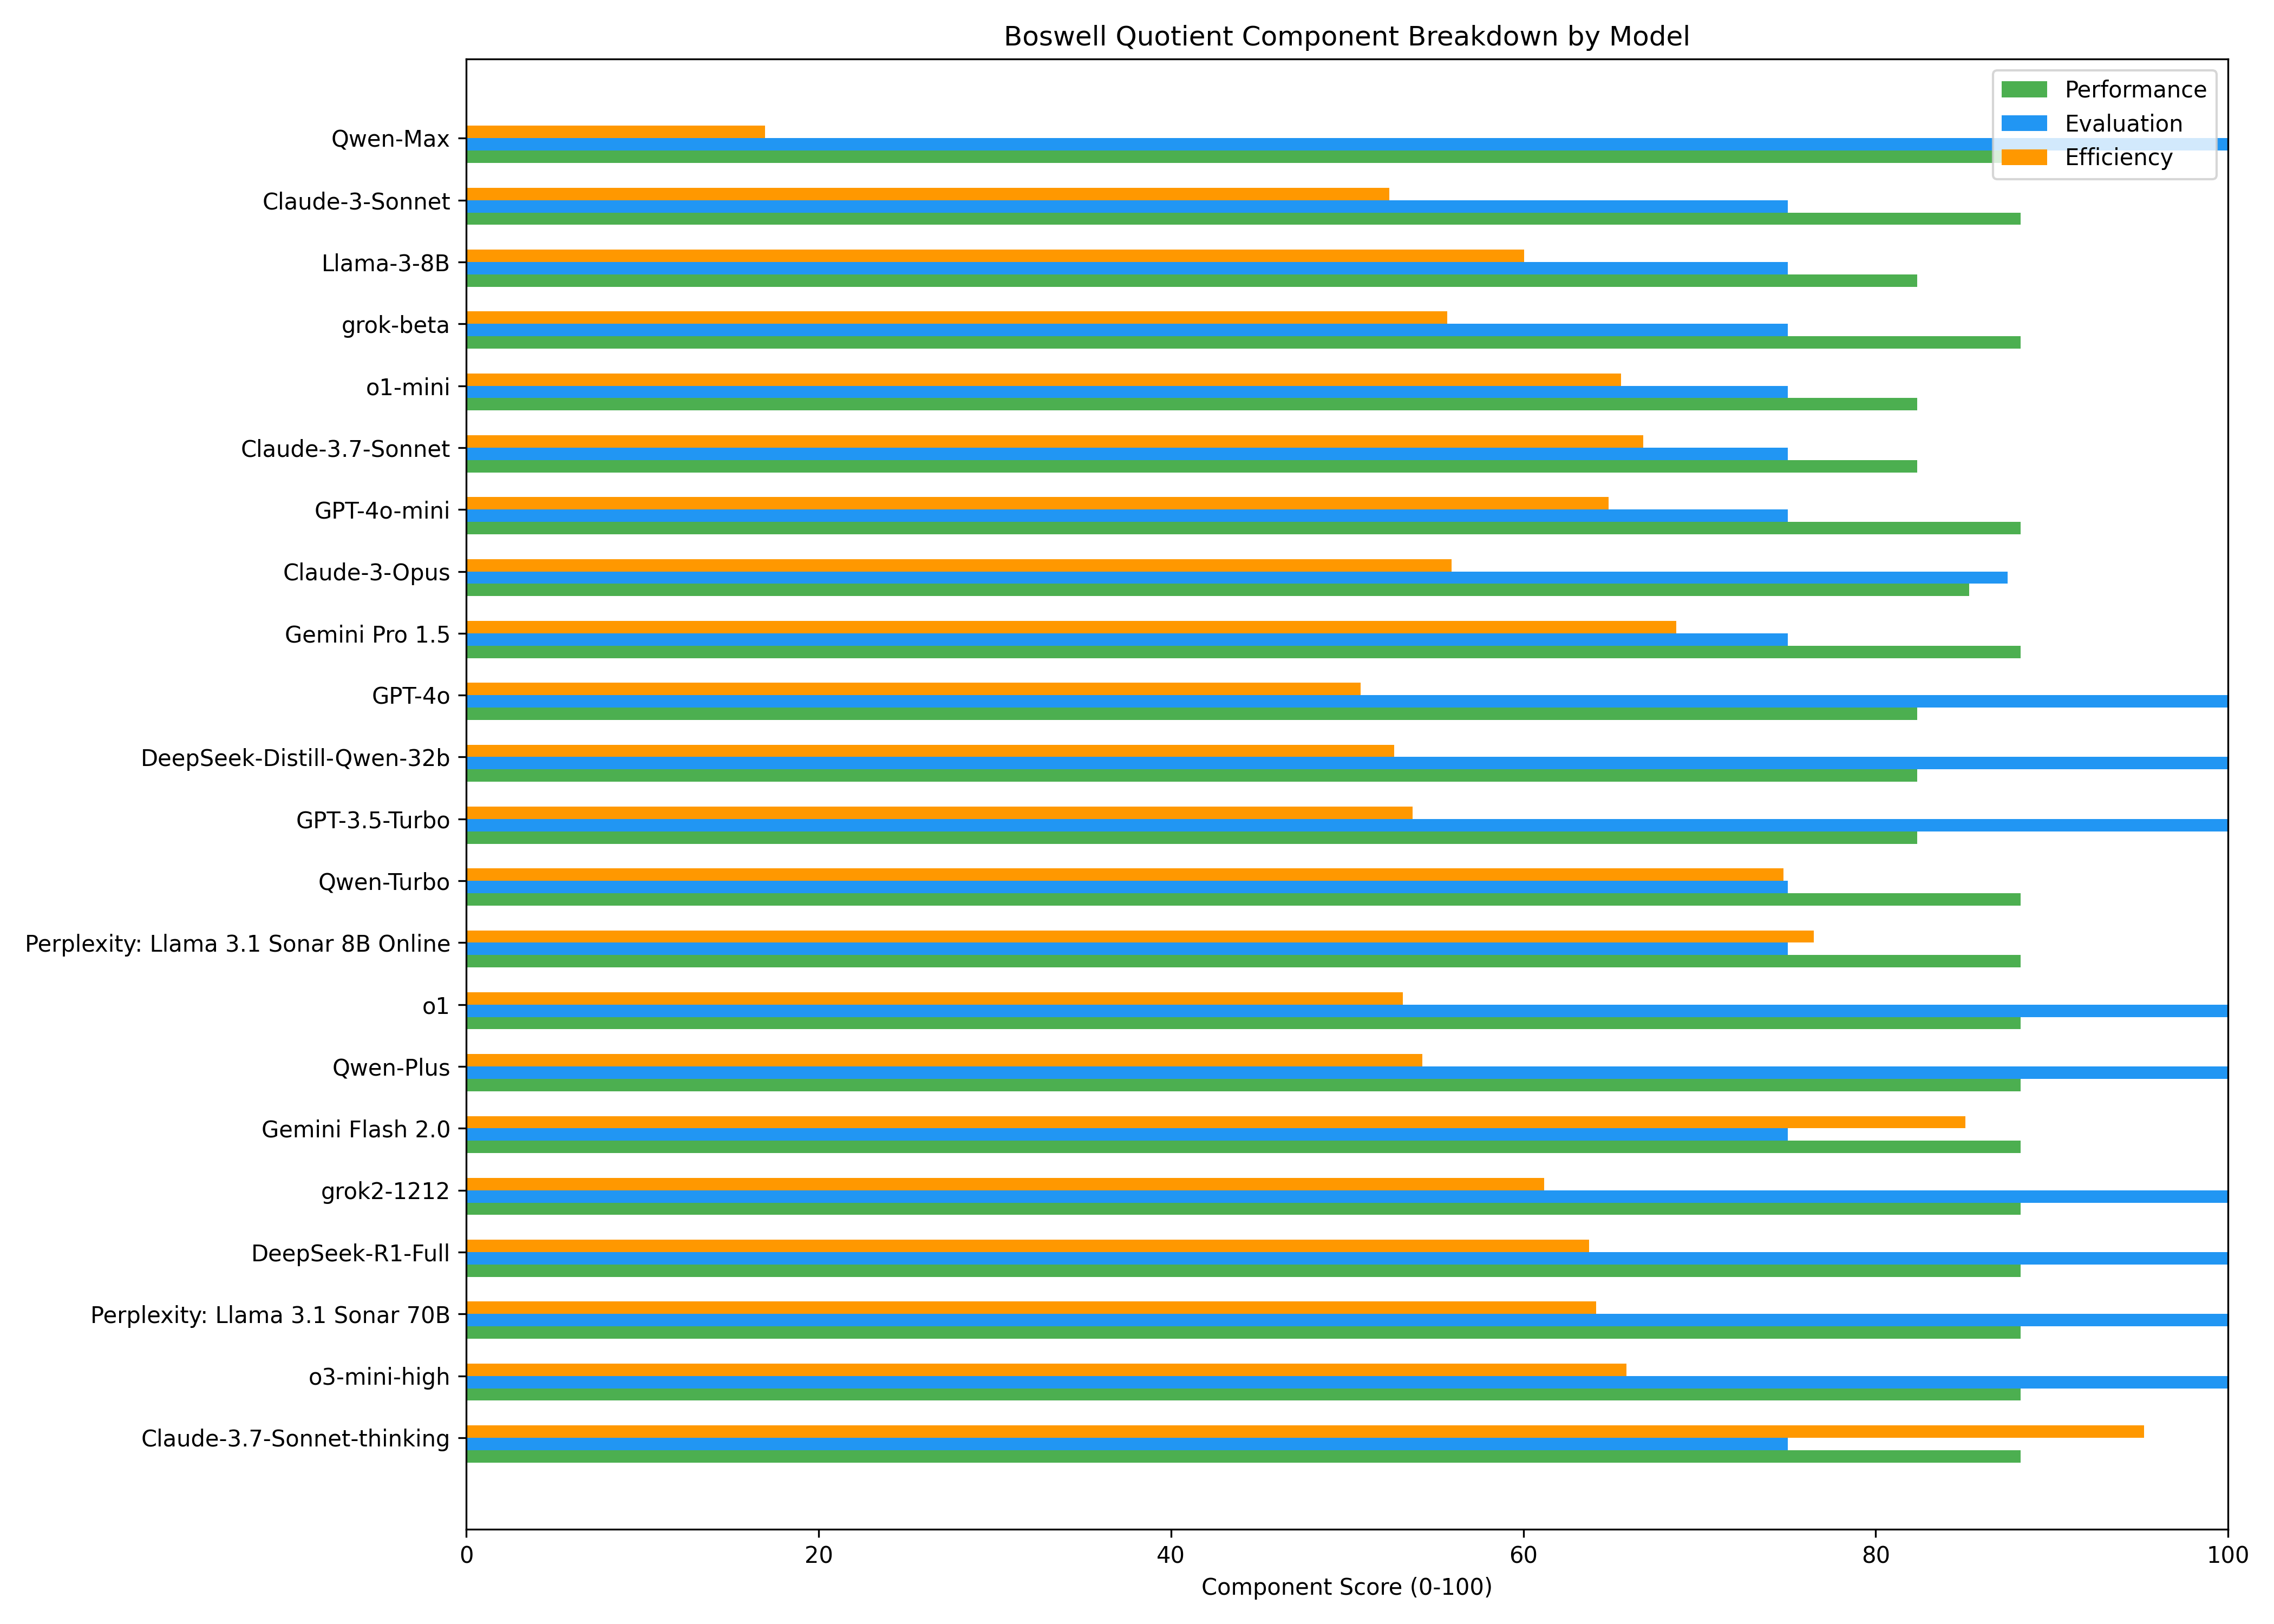 Boswell Quotient Component Breakdown by Model
Performance
Evaluation
Efficiency
Qwen-Max
Claude-3-Sonnet
Llama-3-8B
grok-beta
o1-mini
Claude-3.7-Sonnet
GPT-4o-mini
Claude-3-Opus
Gemini Pro 1.5
GPT-4o
DeepSeek-Distill-Qwen-32b
GPT-3.5-Turbo
Qwen-Turbo
Perplexity: Llama 3.1 Sonar 8B Online
o1
Qwen-Plus
Gemini Flash 2.0
grok2-1212
DeepSeek-R1-Full
Perplexity: Llama 3.1 Sonar 70B
o3-mini-high
Claude-3.7-Sonnet-thinking
0 20 40 60 80 100
Component Score (0-100)